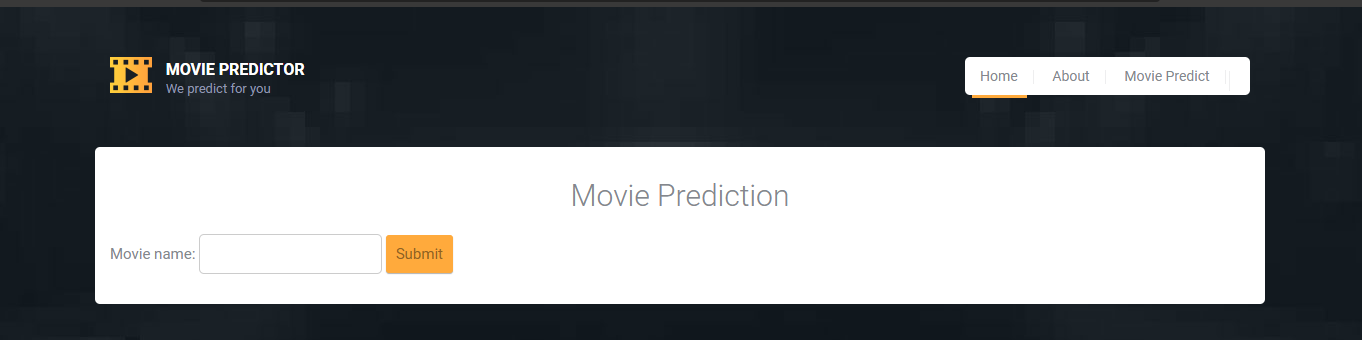 MOVIE PREDICTOR
We predict for you
Home About Movie Predict
Movie Prediction
Movie name: Submit